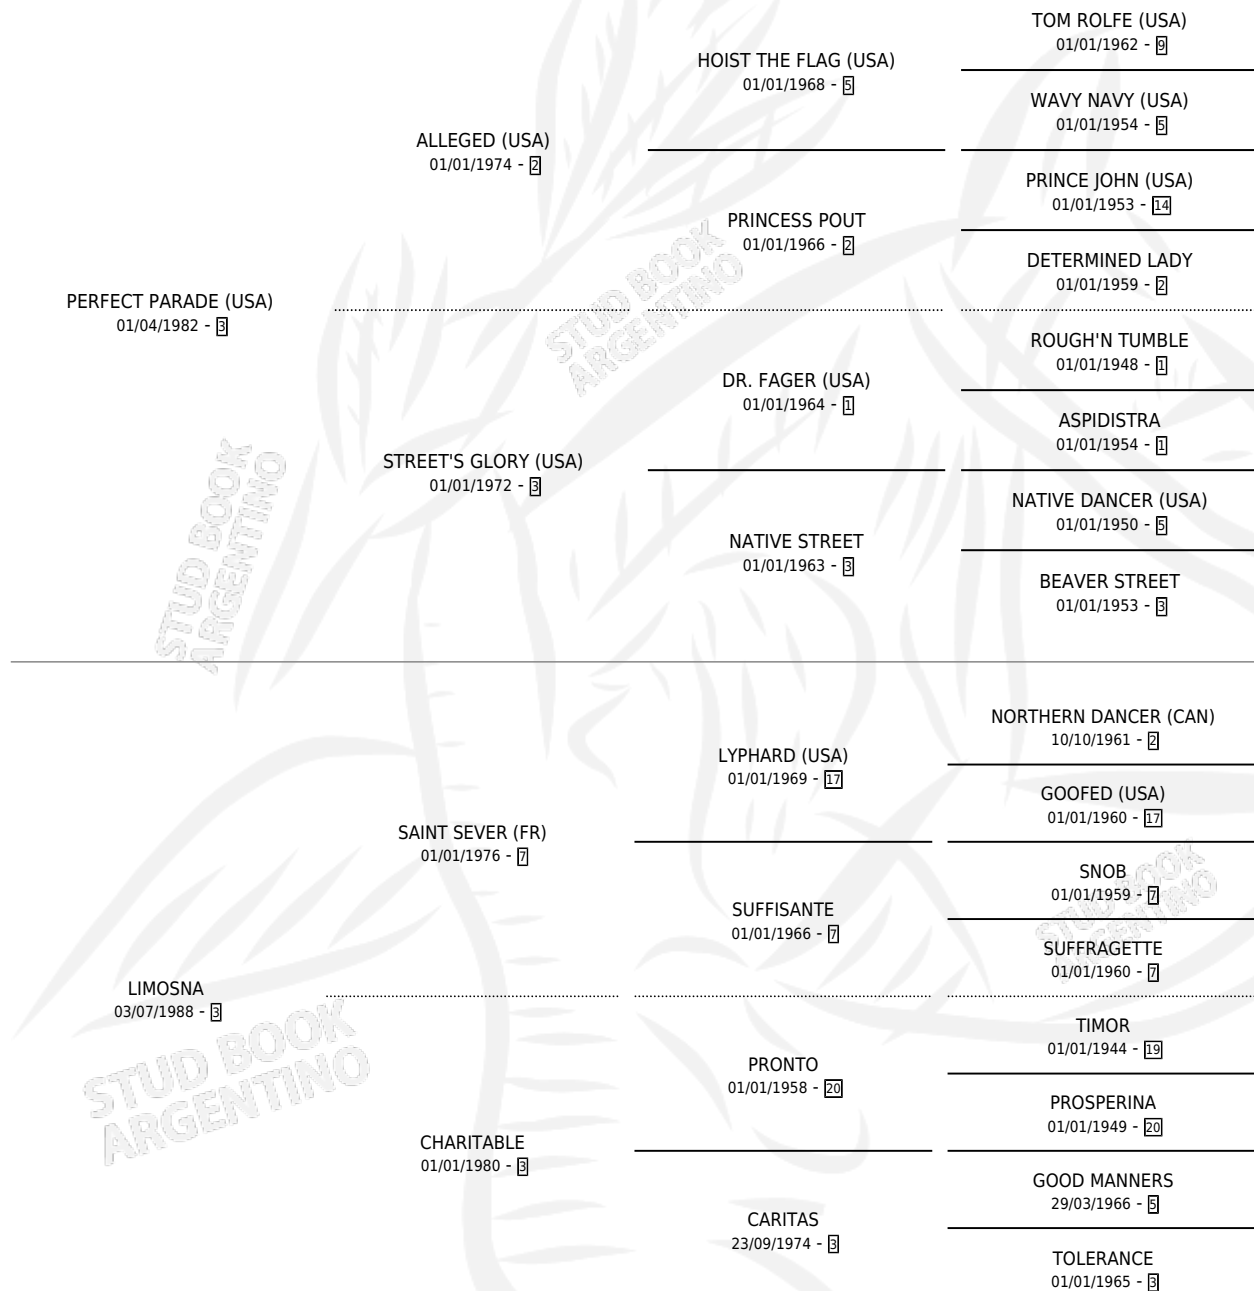 TOM ROLFE (USA)
01/01/1962 - 9
HOIST THE FLAG (USA)
01/01/1968 - 5
WAVY NAVY (USA)
01/01/1954 - 5
ALLEGED (USA)
01/01/1974 - 2
PRINCE JOHN (USA)
01/01/1953 - 14
PRINCESS POUT
01/01/1966 - 2
DETERMINED LADY
01/01/1959 - 2
PERFECT PARADE (USA)
01/04/1982 - 3
STUD BOOK
ARGENTINO
ROUGH'N TUMBLE
01/01/1948 - 1
DR. FAGER (USA)
01/01/1964 - 1
ASPIDISTRA
01/01/1954 - 1
STREET'S GLORY (USA)
01/01/1972 - 3
NATIVE DANCER (USA)
01/01/1950 - 5
NATIVE STREET
01/01/1963 - 3
BEAVER STREET
01/01/1953 - 3
STUD BOOK
ARGENTINO
NORTHERN DANCER (CAN)
10/10/1961 - 2
LYPHARD (USA)
01/01/1969 - 17
GOOFED (USA)
01/01/1960 - 17
SAINT SEVER (FR)
01/01/1976 - 7
SNOB
01/01/1959 - 7
SUFFISANTE
01/01/1966 - 7
SUFFRAGETTE
01/01/1960 - 7
STUD BOOK
ARGENTINO
LIMOSNA
03/07/1988 - 3
STUD BOOK
ARGENTINO
TIMOR
01/01/1944 - 19
PRONTO
01/01/1958 - 20
PROSPERINA
01/01/1949 - 20
CHARITABLE
01/01/1980 - 3
GOOD MANNERS
29/03/1966 - 5
CARITAS
23/09/1974 - 3
TOLERANCE
01/01/1965 - 3